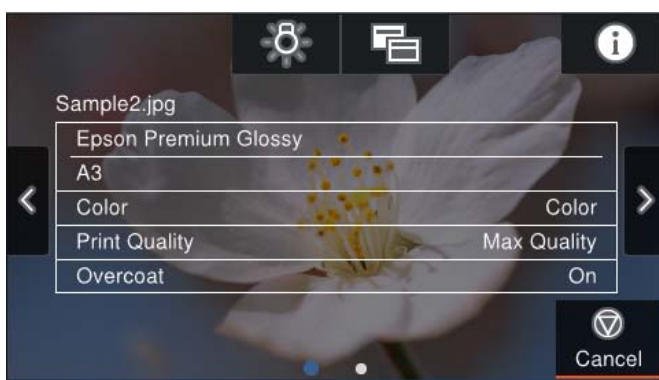 Sample2.jpg
Epson Premium Glossy
A3
Color Color
Print Quality Max Quality
Overcoat On
Cancel